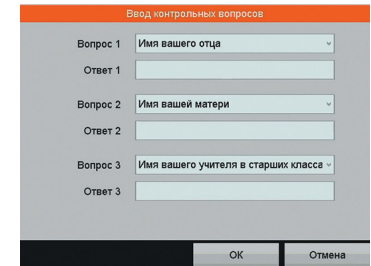 Ввод контрольных вопросов
Вопрос 1 Имя вашего отца
Ответ 1
Вопрос 2 Имя вашей матери
Ответ 2
Вопрос 3 Имя вашего учителя в старших класса
Ответ 3
ОК Отмена